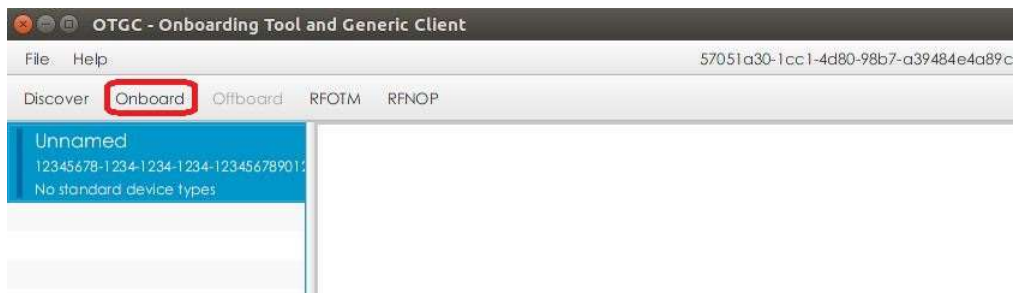 OTGC - Onboarding Tool and Generic Client
File Help 57051a30-1cc1-4d80-98b7-a39484e4a89c
Discover Onboard Offboard RFOTM RFNOP
Unnamed
12345678-1234-1234-1234-123456789012
No standard device types